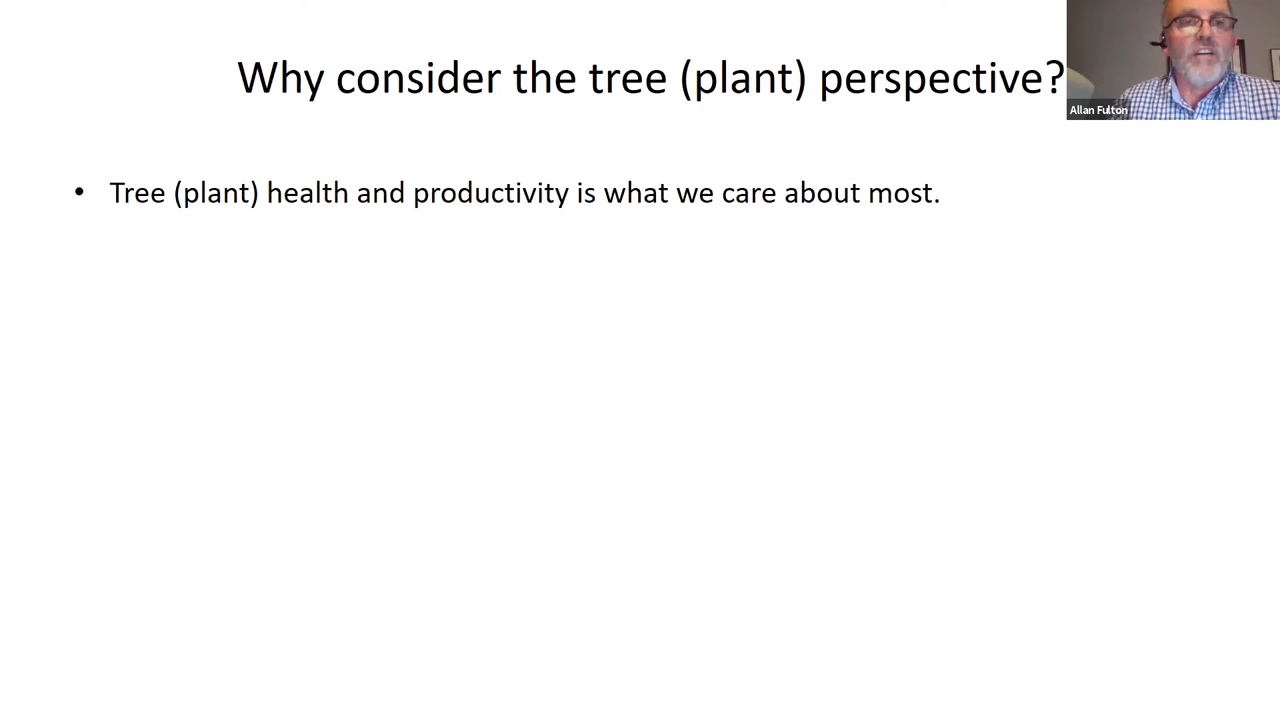 Why consider the tree (plant) perspective?
Allan Fulton
• Tree (plant) health and productivity is what we care about most.